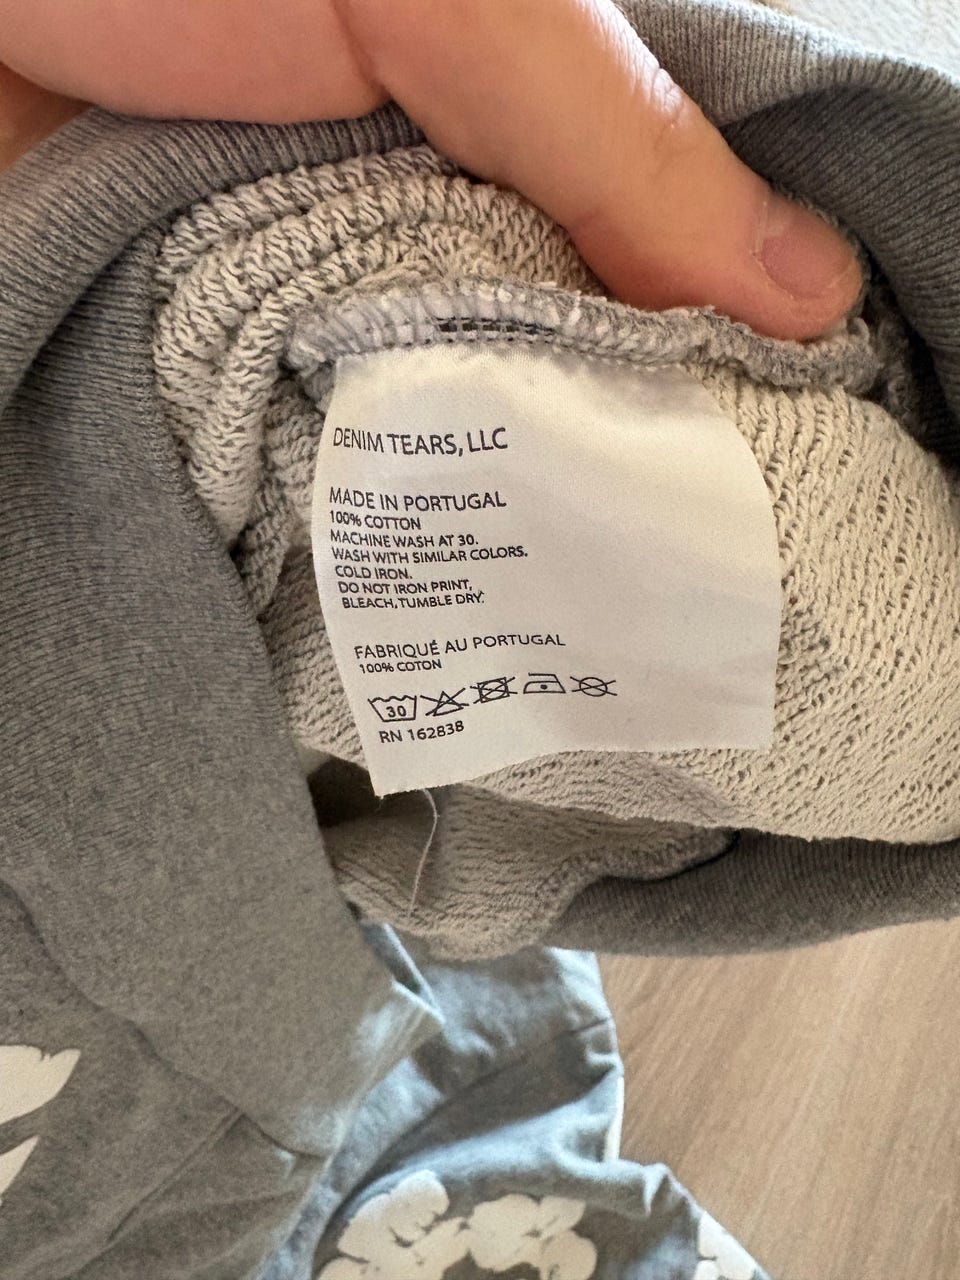 DENIM TEARS, LLC
MADE IN PORTUGAL
100% COTTON
MACHINE WASH AT 30.
WASH WITH SIMILAR COLORS.
COLD IRON.
DO NOT IRON PRINT,
BLEACH, TUMBLE DRY.
FABRIQUÉ AU PORTUGAL
100% COTON
30
RN 162838